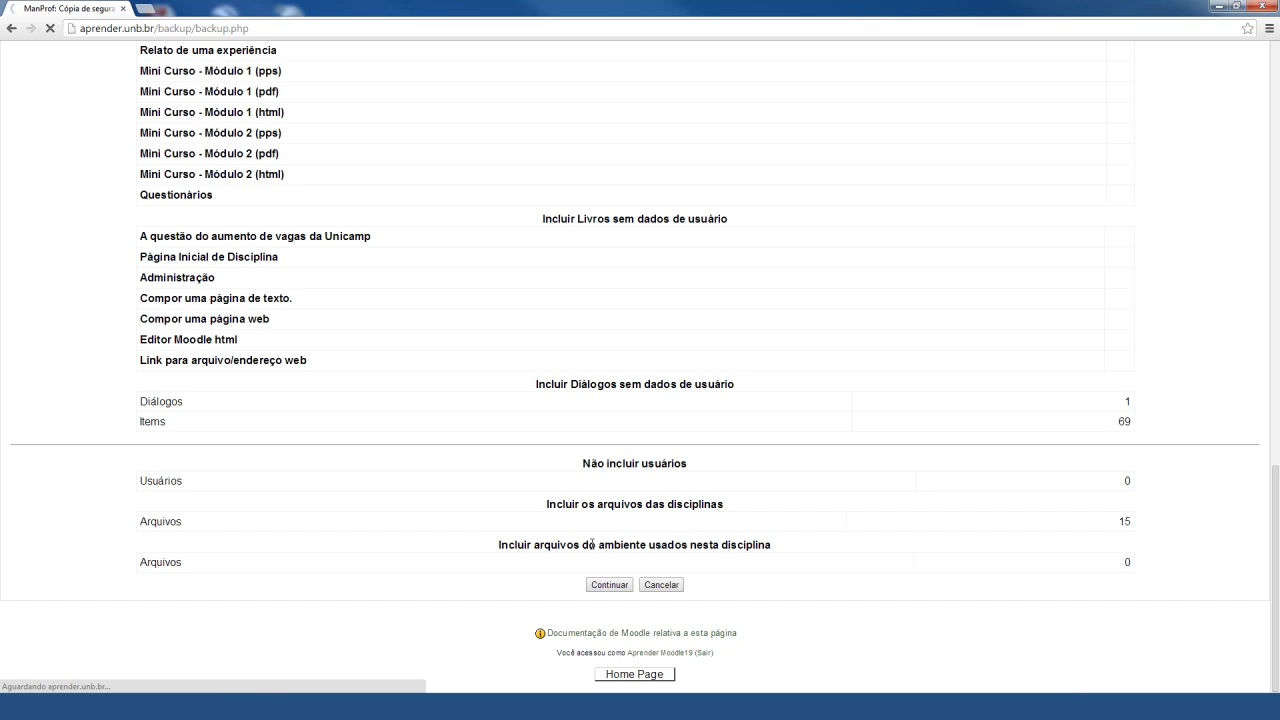 ManProf: Cópia de segura
aprender.unb.br/backup/backup.php
Relato de uma experiência
Mini Curso - Módulo 1 (pps)
Mini Curso - Módulo 1 (pdf)
Mini Curso - Módulo 1 (html)
Mini Curso - Módulo 2 (pps)
Mini Curso - Módulo 2 (pdf)
Mini Curso - Módulo 2 (html)
Questionários
Incluir Livros sem dados de usuário
A questão do aumento de vagas da Unicamp
Página Inicial de Disciplina
Administração
Compor uma página de texto.
Compor uma página web
Editor Moodle html
Link para arquivo/endereço web
Incluir Diálogos sem dados de usuário
Diálogos 1
Items 69
Não incluir usuários
Usuários 0
Incluir os arquivos das disciplinas
Arquivos 15
Incluir arquivos do ambiente usados nesta disciplina
Arquivos 0
Continuar Cancelar
Documentação de Moodle relativa a esta página
Você acessou como Aprender Moodle19 (Sair)
Home Page
Aguardando aprender.unb.br...